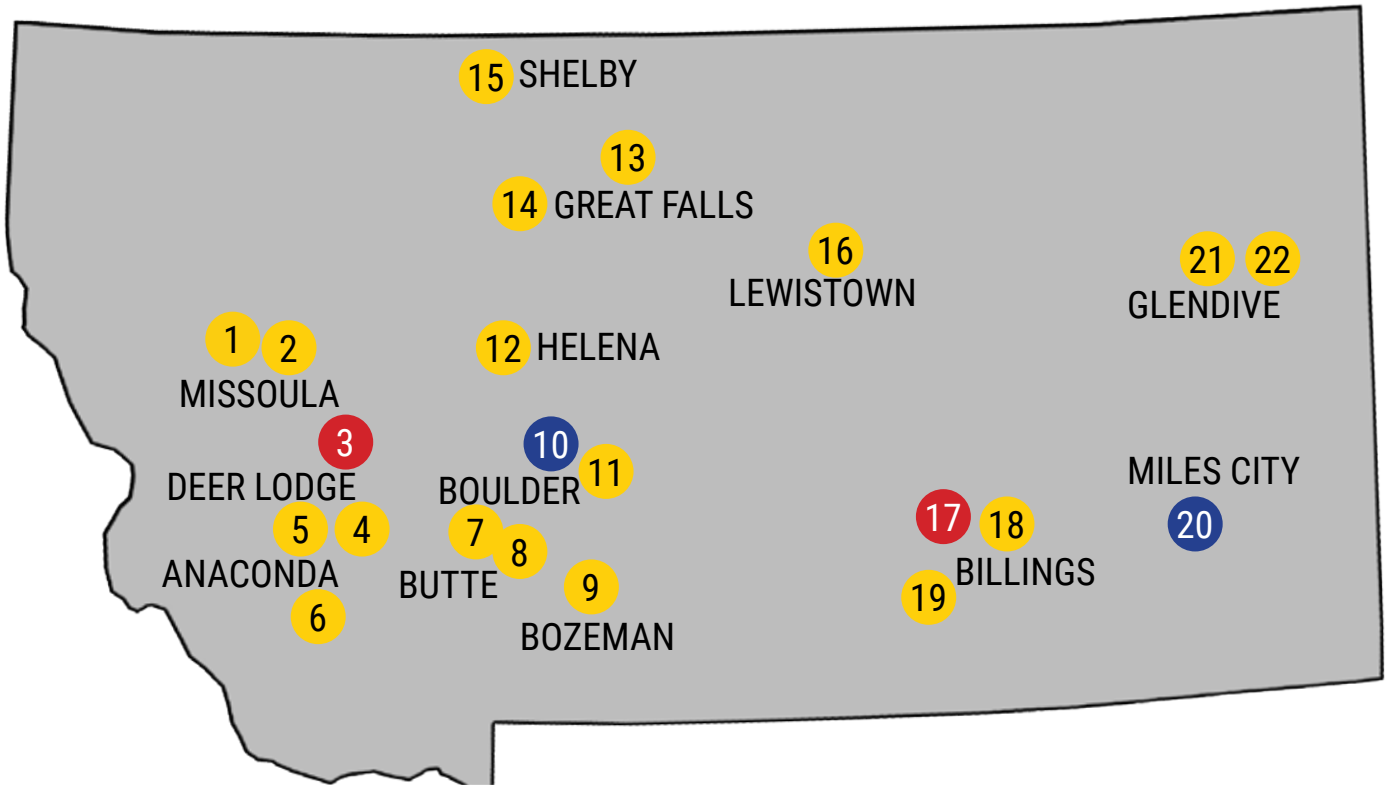 15 SHELBY
13
14 GREAT FALLS
16
LEWISTOWN
21 22
GLENDIVE
1 2
MISSOULA
12 HELENA
3
DEER LODGE
5 4
ANACONDA
6
10
11
BOULDER
7 8
BUTTE
9
BOZEMAN
17 18
BILLINGS
19
MILES CITY
20